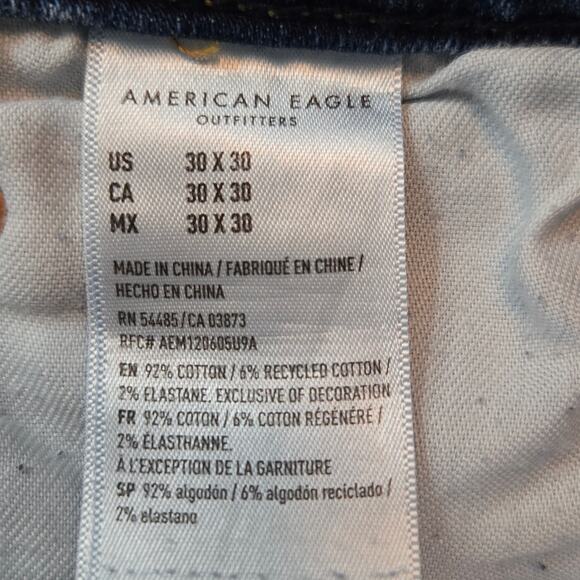 AMERICAN EAGLE
OUTFITTERS
US 30 X 30
CA 30 X 30
MX 30 X 30
MADE IN CHINA / FABRIQUÉ EN CHINE /
HECHO EN CHINA
RN 54485/CA 03873
RFC# AEM120605U9A
EN 92% COTTON / 6% RECYCLED COTTON /
2% ELASTANE. EXCLUSIVE OF DECORATION
FR 92% COTON / 6% COTON RÉGÉNÉRÉ /
2% ÉLASTHANNE.
À L'EXCEPTION DE LA GARNITURE
SP 92% algodón / 6% algodón reciclado /
2% elastano